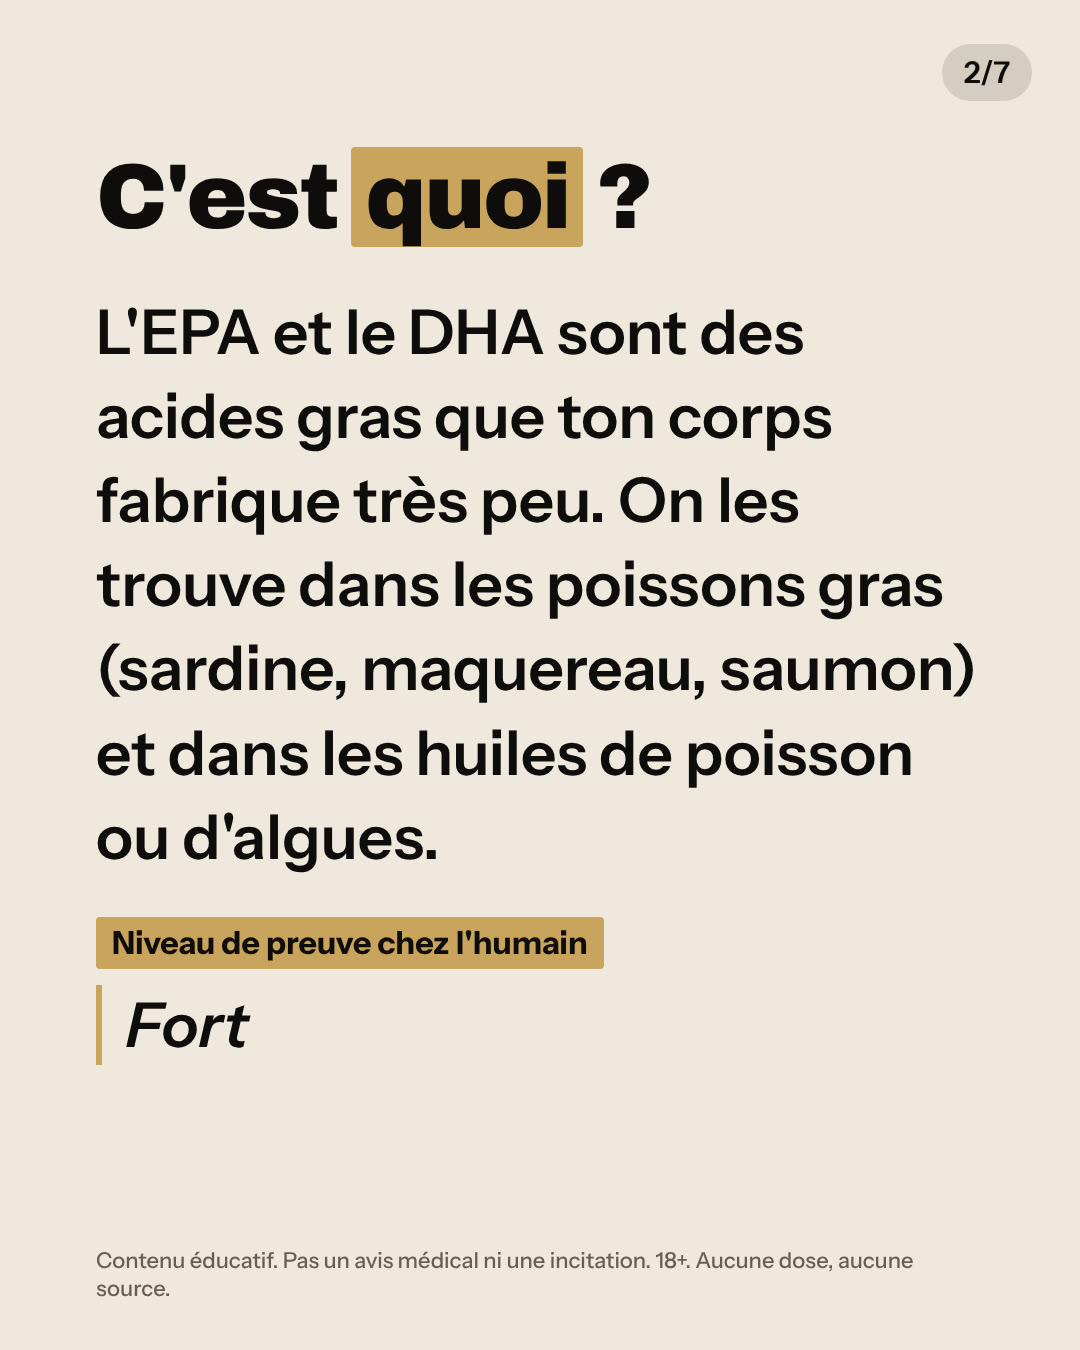 2/7
C'est quoi ?
L'EPA et le DHA sont des
acides gras que ton corps
fabrique très peu. On les
trouve dans les poissons gras
(sardine, maquereau, saumon)
et dans les huiles de poisson
ou d'algues.
Niveau de preuve chez l'humain
Fort
Contenu éducatif. Pas un avis médical ni une incitation. 18+. Aucune dose, aucune
source.